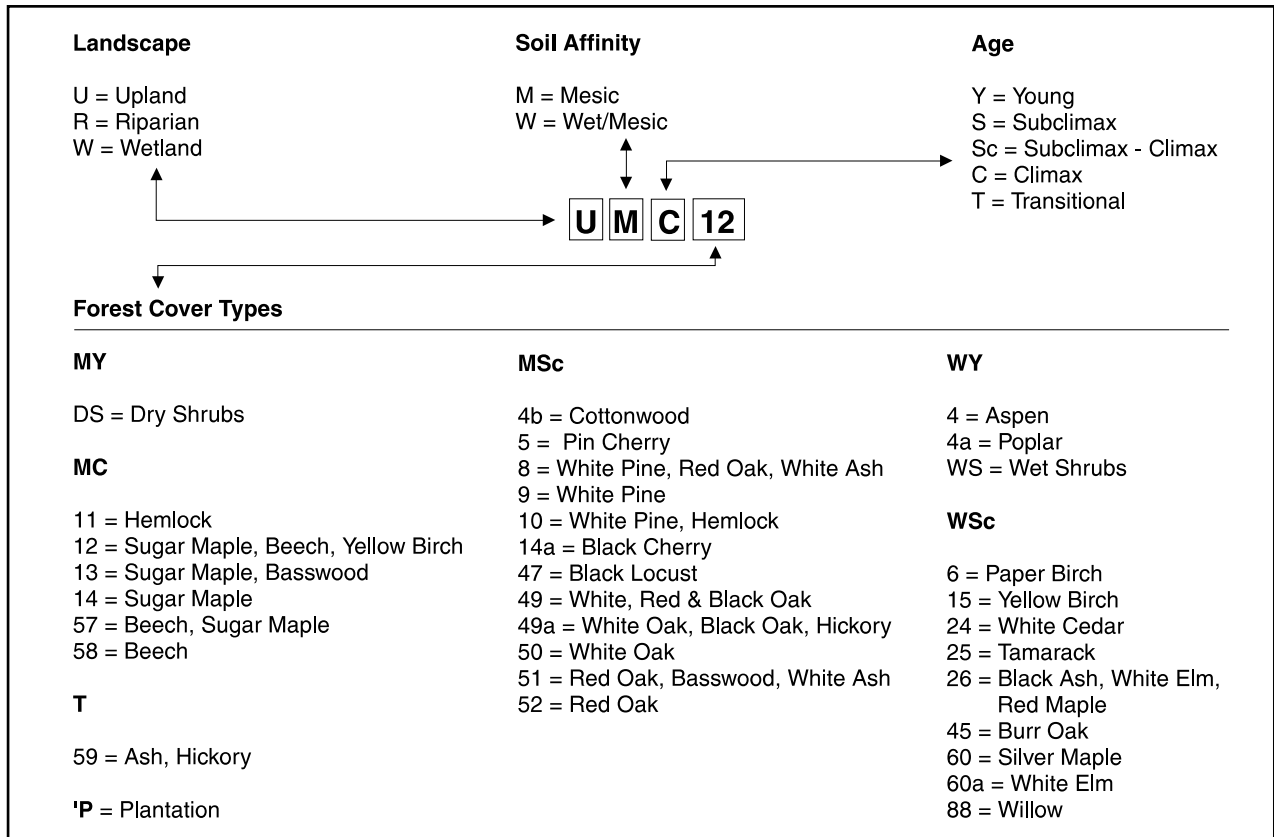 Landscape
U = Upland
R = Riparian
W = Wetland
Soil Affinity
M = Mesic
W = Wet/Mesic
Age
Y = Young
S = Subclimax
Sc = Subclimax - Climax
C = Climax
T = Transitional
U M C 12
Forest Cover Types
MY
DS = Dry Shrubs
MC
11 = Hemlock
12 = Sugar Maple, Beech, Yellow Birch
13 = Sugar Maple, Basswood
14 = Sugar Maple
57 = Beech, Sugar Maple
58 = Beech
T
59 = Ash, Hickory
'P = Plantation
MSc
4b = Cottonwood
5 = Pin Cherry
8 = White Pine, Red Oak, White Ash
9 = White Pine
10 = White Pine, Hemlock
14a = Black Cherry
47 = Black Locust
49 = White, Red & Black Oak
49a = White Oak, Black Oak, Hickory
50 = White Oak
51 = Red Oak, Basswood, White Ash
52 = Red Oak
WY
4 = Aspen
4a = Poplar
WS = Wet Shrubs
WSc
6 = Paper Birch
15 = Yellow Birch
24 = White Cedar
25 = Tamarack
26 = Black Ash, White Elm,
Red Maple
45 = Burr Oak
60 = Silver Maple
60a = White Elm
88 = Willow